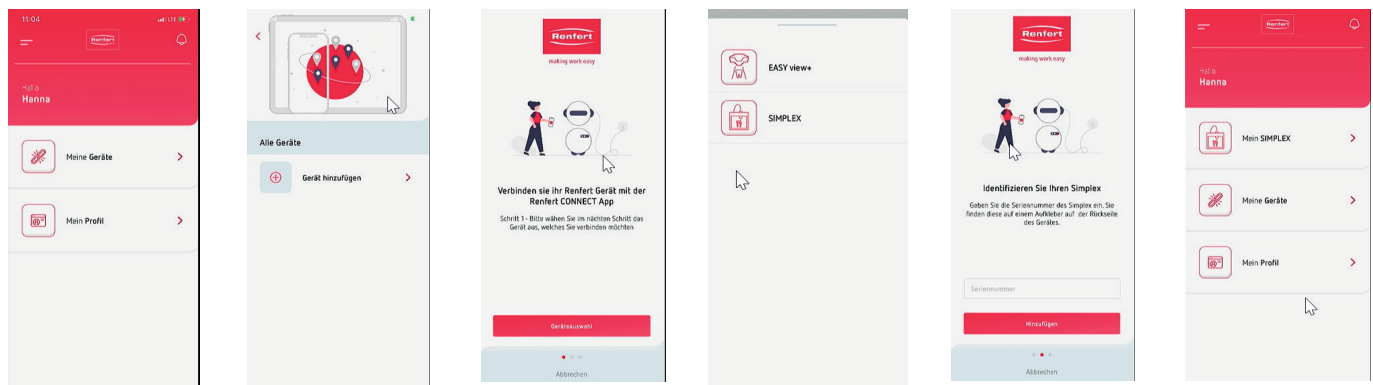 11:04
LTE
Renfert
Hallo
Hanna
Meine Geräte
Mein Profil
Alle Geräte
Gerät hinzufügen
Renfert
making work easy
Verbinden sie ihr Renfert Gerät mit der
Renfert CONNECT App
Schritt 1 - Bitte wähen Sie im nächten Schritt das
Gerät aus, welches Sie verbinden möchten
Geräteauswahl
Abbrechen
EASY view+
SIMPLEX
Renfert
making work easy
Identifizieren Sie Ihren Simplex
Geben Sie die Seriennummer des Simplex ein. Sie
finden diese auf einem Aufkleber auf der Rückseite
des Gerätes.
Seriennummer
Hinzufügen
Abbrechen
Renfert
Hallo
Hanna
Mein SIMPLEX
Meine Geräte
Mein Profil